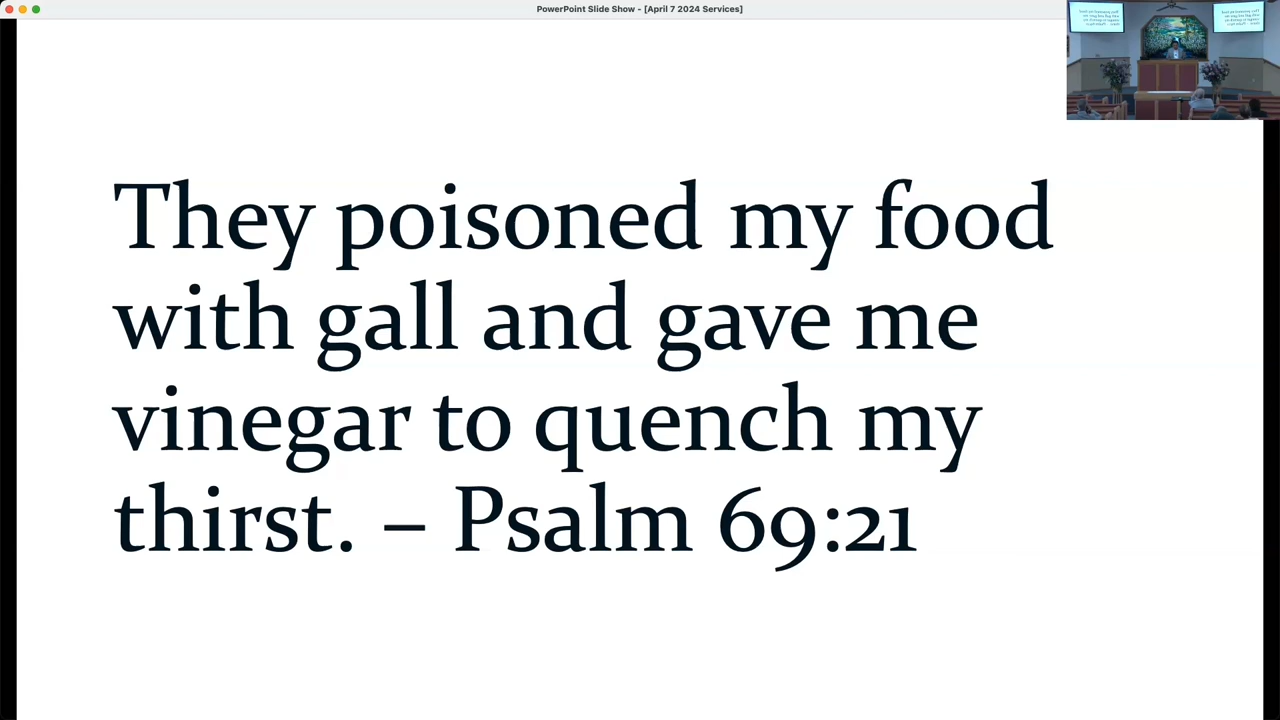 PowerPoint Slide Show - [April 7 2024 Services]
They poisoned my food
with gall and gave me
vinegar to quench my
thirst. – Psalm 69:21